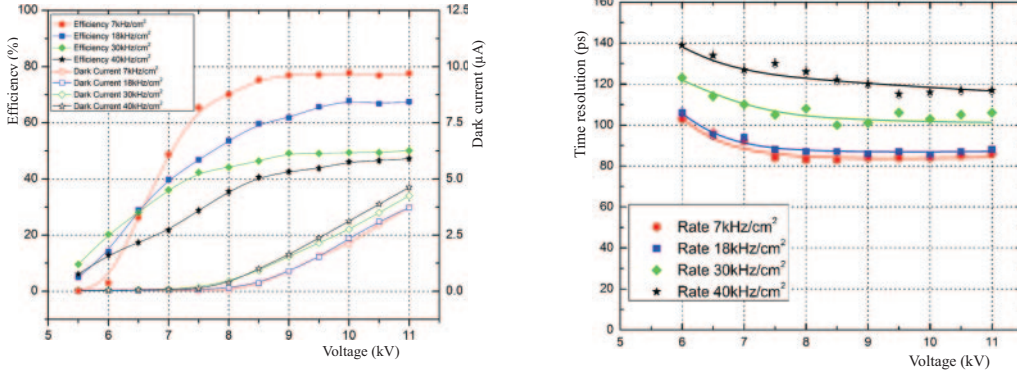 Efficiency (%)
100
80
60
40
20
0
Efficiency 7kHz/cm²
Efficiency 18kHz/cm²
Efficiency 30kHz/cm²
Efficiency 40kHz/cm²
Dark Current 7kHz/cm²
Dark Current 18kHz/cm²
Dark Current 30kHz/cm²
Dark Current 40kHz/cm²
12.5
10.0
7.5
5.0
2.5
0.0
Dark current (μA)
5 6 7 8 9 10 11
Voltage (kV)
Time resolution (ps)
160
140
120
100
80
60
40
20
0
Rate 7kHz/cm²
Rate 18kHz/cm²
Rate 30kHz/cm²
Rate 40kHz/cm²
5 6 7 8 9 10 11
Voltage (kV)